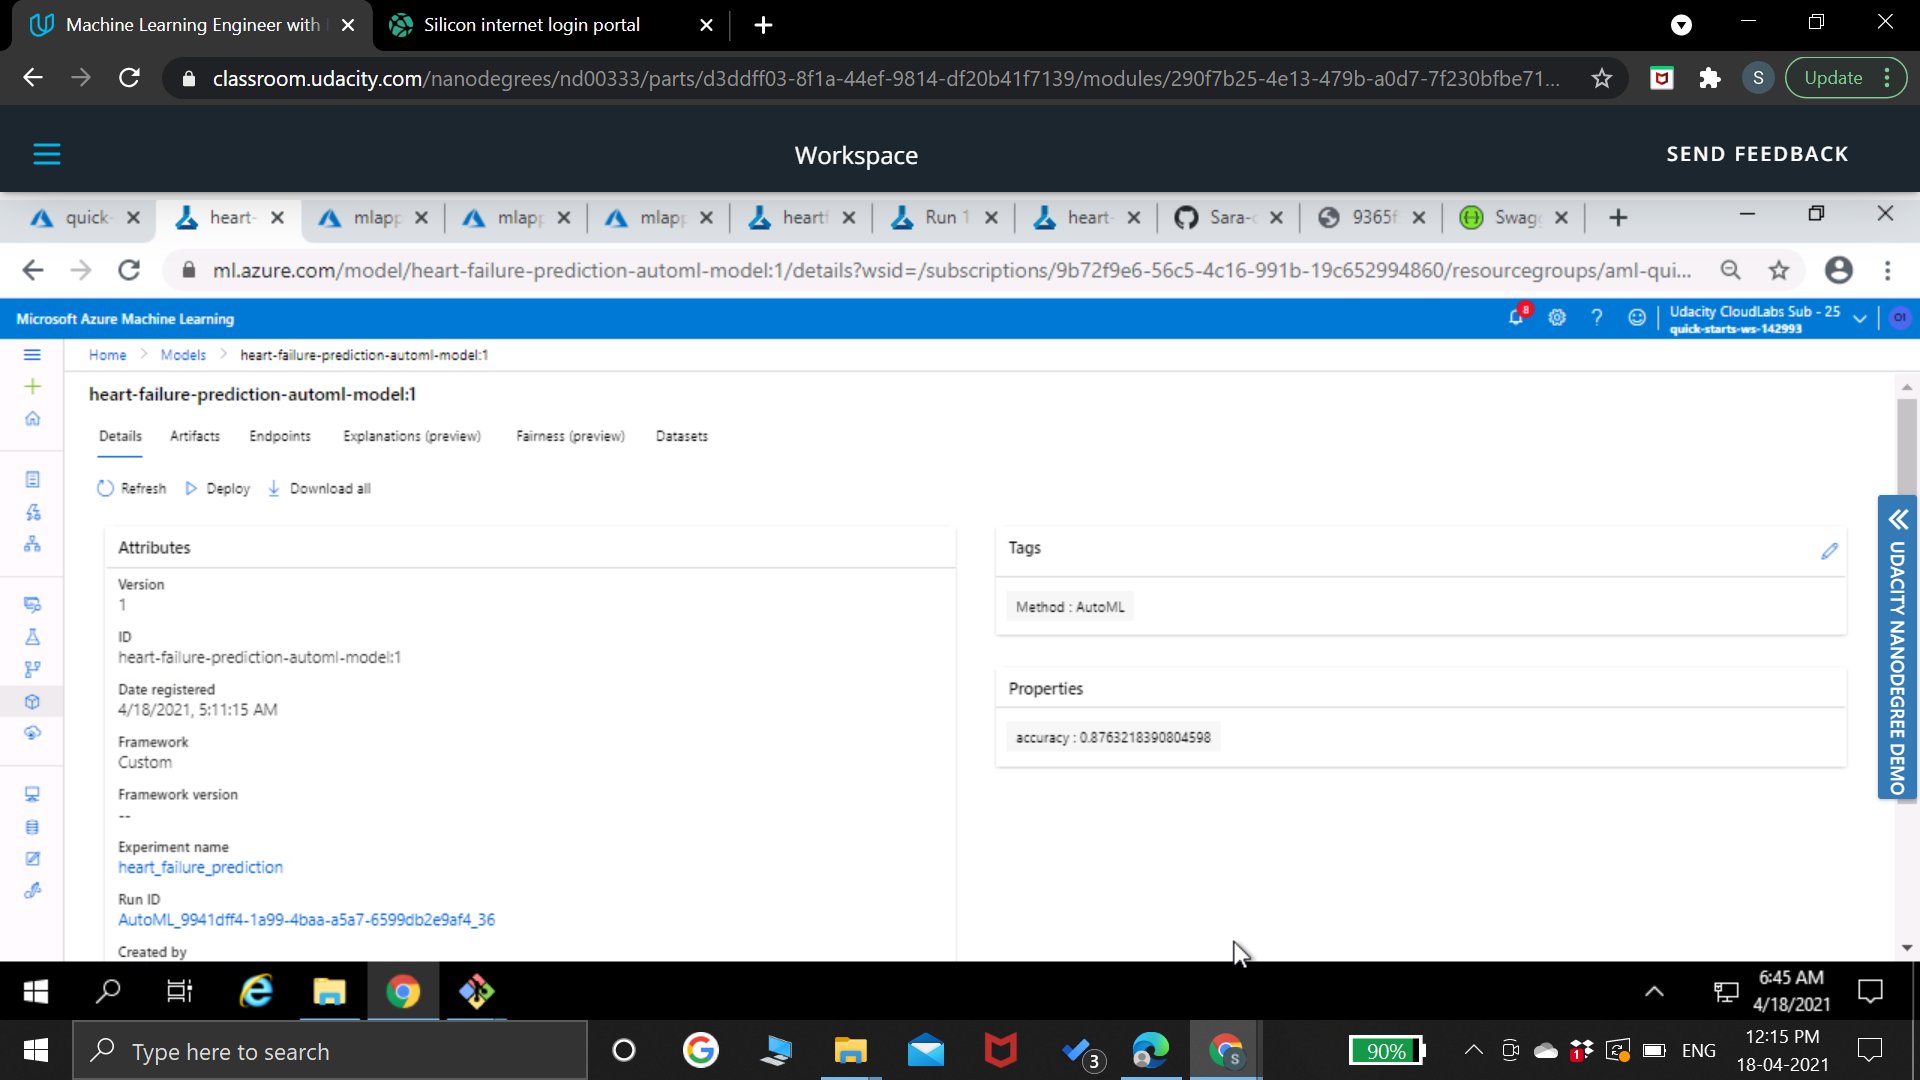 Machine Learning Engineer with
Silicon internet login portal
classroom.udacity.com/nanodegrees/nd00333/parts/d3ddff03-8f1a-44ef-9814-df20b41f7139/modules/290f7b25-4e13-479b-a0d7-7f230bfbe71...
S
Update
Workspace
SEND FEEDBACK
quick-
heart-
mlapp
mlapp
mlapp
heartf
Run 1
heart-
Sara-
9365f
Swag
ml.azure.com/model/heart-failure-prediction-automl-model:1/details?wsid=/subscriptions/9b72f9e6-56c5-4c16-991b-19c652994860/resourcegroups/aml-qui...
Microsoft Azure Machine Learning
8
Udacity CloudLabs Sub - 25
quick-starts-ws-142993
OI
Home > Models > heart-failure-prediction-automl-model:1
heart-failure-prediction-automl-model:1
Details Artifacts Endpoints Explanations (preview) Fairness (preview) Datasets
Refresh Deploy Download all
Attributes
Version
1
ID
heart-failure-prediction-automl-model:1
Date registered
4/18/2021, 5:11:15 AM
Framework
Custom
Framework version
--
Experiment name
heart_failure_prediction
Run ID
AutoML_9941dff4-1a99-4baa-a5a7-6599db2e9af4_36
Created by
Tags
Method : AutoML
Properties
accuracy : 0.8763218390804598
UDACITY NANODEGREE DEMO
6:45 AM
4/18/2021
Type here to search
3
S
90%
1
ENG
12:15 PM
18-04-2021